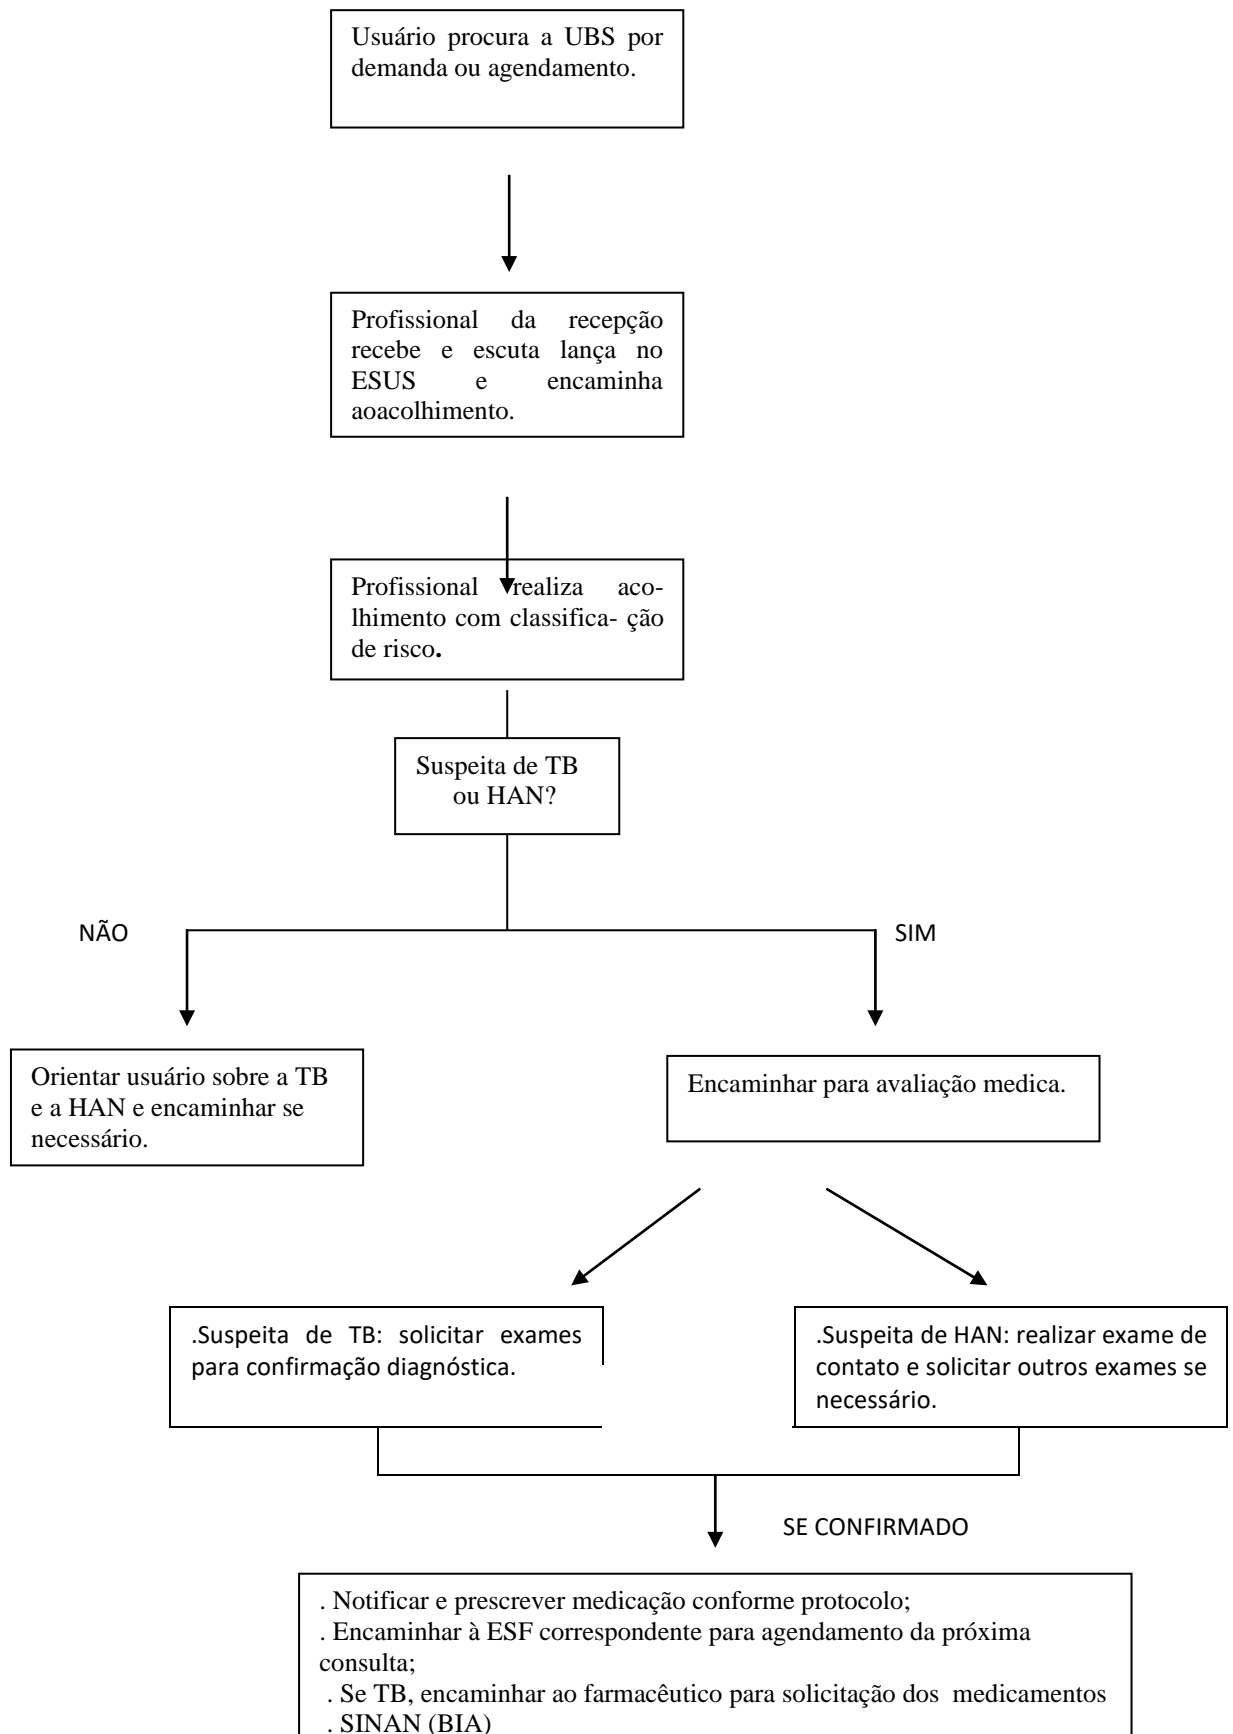 Usuário procura a UBS por
demanda ou agendamento.
Profissional da recepção
recebe e escuta lança no
ESUS e encaminha
aoacolhimento.
Profissional realiza aco-
lhimento com classifica- ção
de risco.
Suspeita de TB
ou HAN?
NÃO
SIM
Orientar usuário sobre a TB
e a HAN e encaminhar se
necessário.
Encaminhar para avaliação medica.
.Suspeita de TB: solicitar exames
para confirmação diagnóstica.
.Suspeita de HAN: realizar exame de
contato e solicitar outros exames se
necessário.
SE CONFIRMADO
. Notificar e prescrever medicação conforme protocolo;
. Encaminhar à ESF correspondente para agendamento da próxima
consulta;
. Se TB, encaminhar ao farmacêutico para solicitação dos medicamentos
. SINAN (BIA)